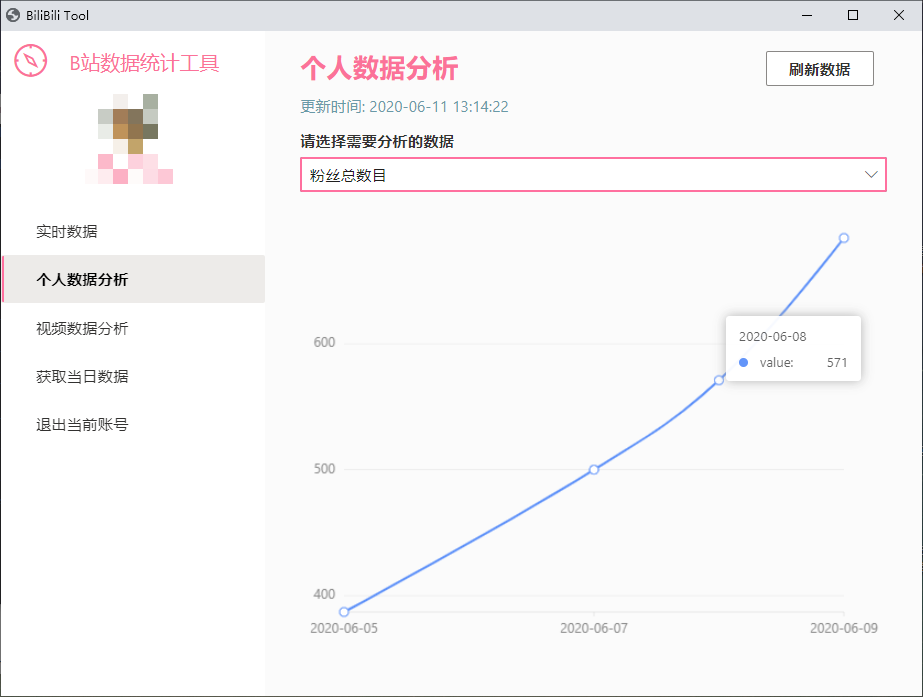 BiliBili Tool
B站数据统计工具
实时数据
个人数据分析
视频数据分析
获取当日数据
退出当前账号
个人数据分析
刷新数据
更新时间: 2020-06-11 13:14:22
请选择需要分析的数据
粉丝总数目
600
500
400
2020-06-08
value: 571
2020-06-05 2020-06-07 2020-06-09